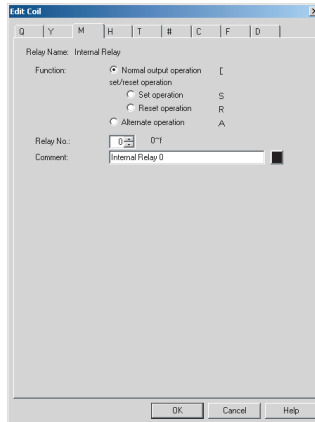 Edit Coil
Q Y M H T # C F D
Relay Name: Internal Relay
Function: Normal output operation [
set/reset operation
Set operation S
Reset operation R
Alternate operation A
Relay No.: 0 0~f
Comment: Internal Relay 0
OK Cancel Help